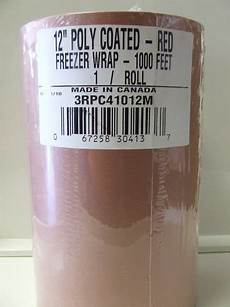 12" POLY COATED - RED
FREEZER WRAP - 1000 FEET
1 / ROLL
MADE IN CANADA
3RPC41012M
0 67258 30413 7